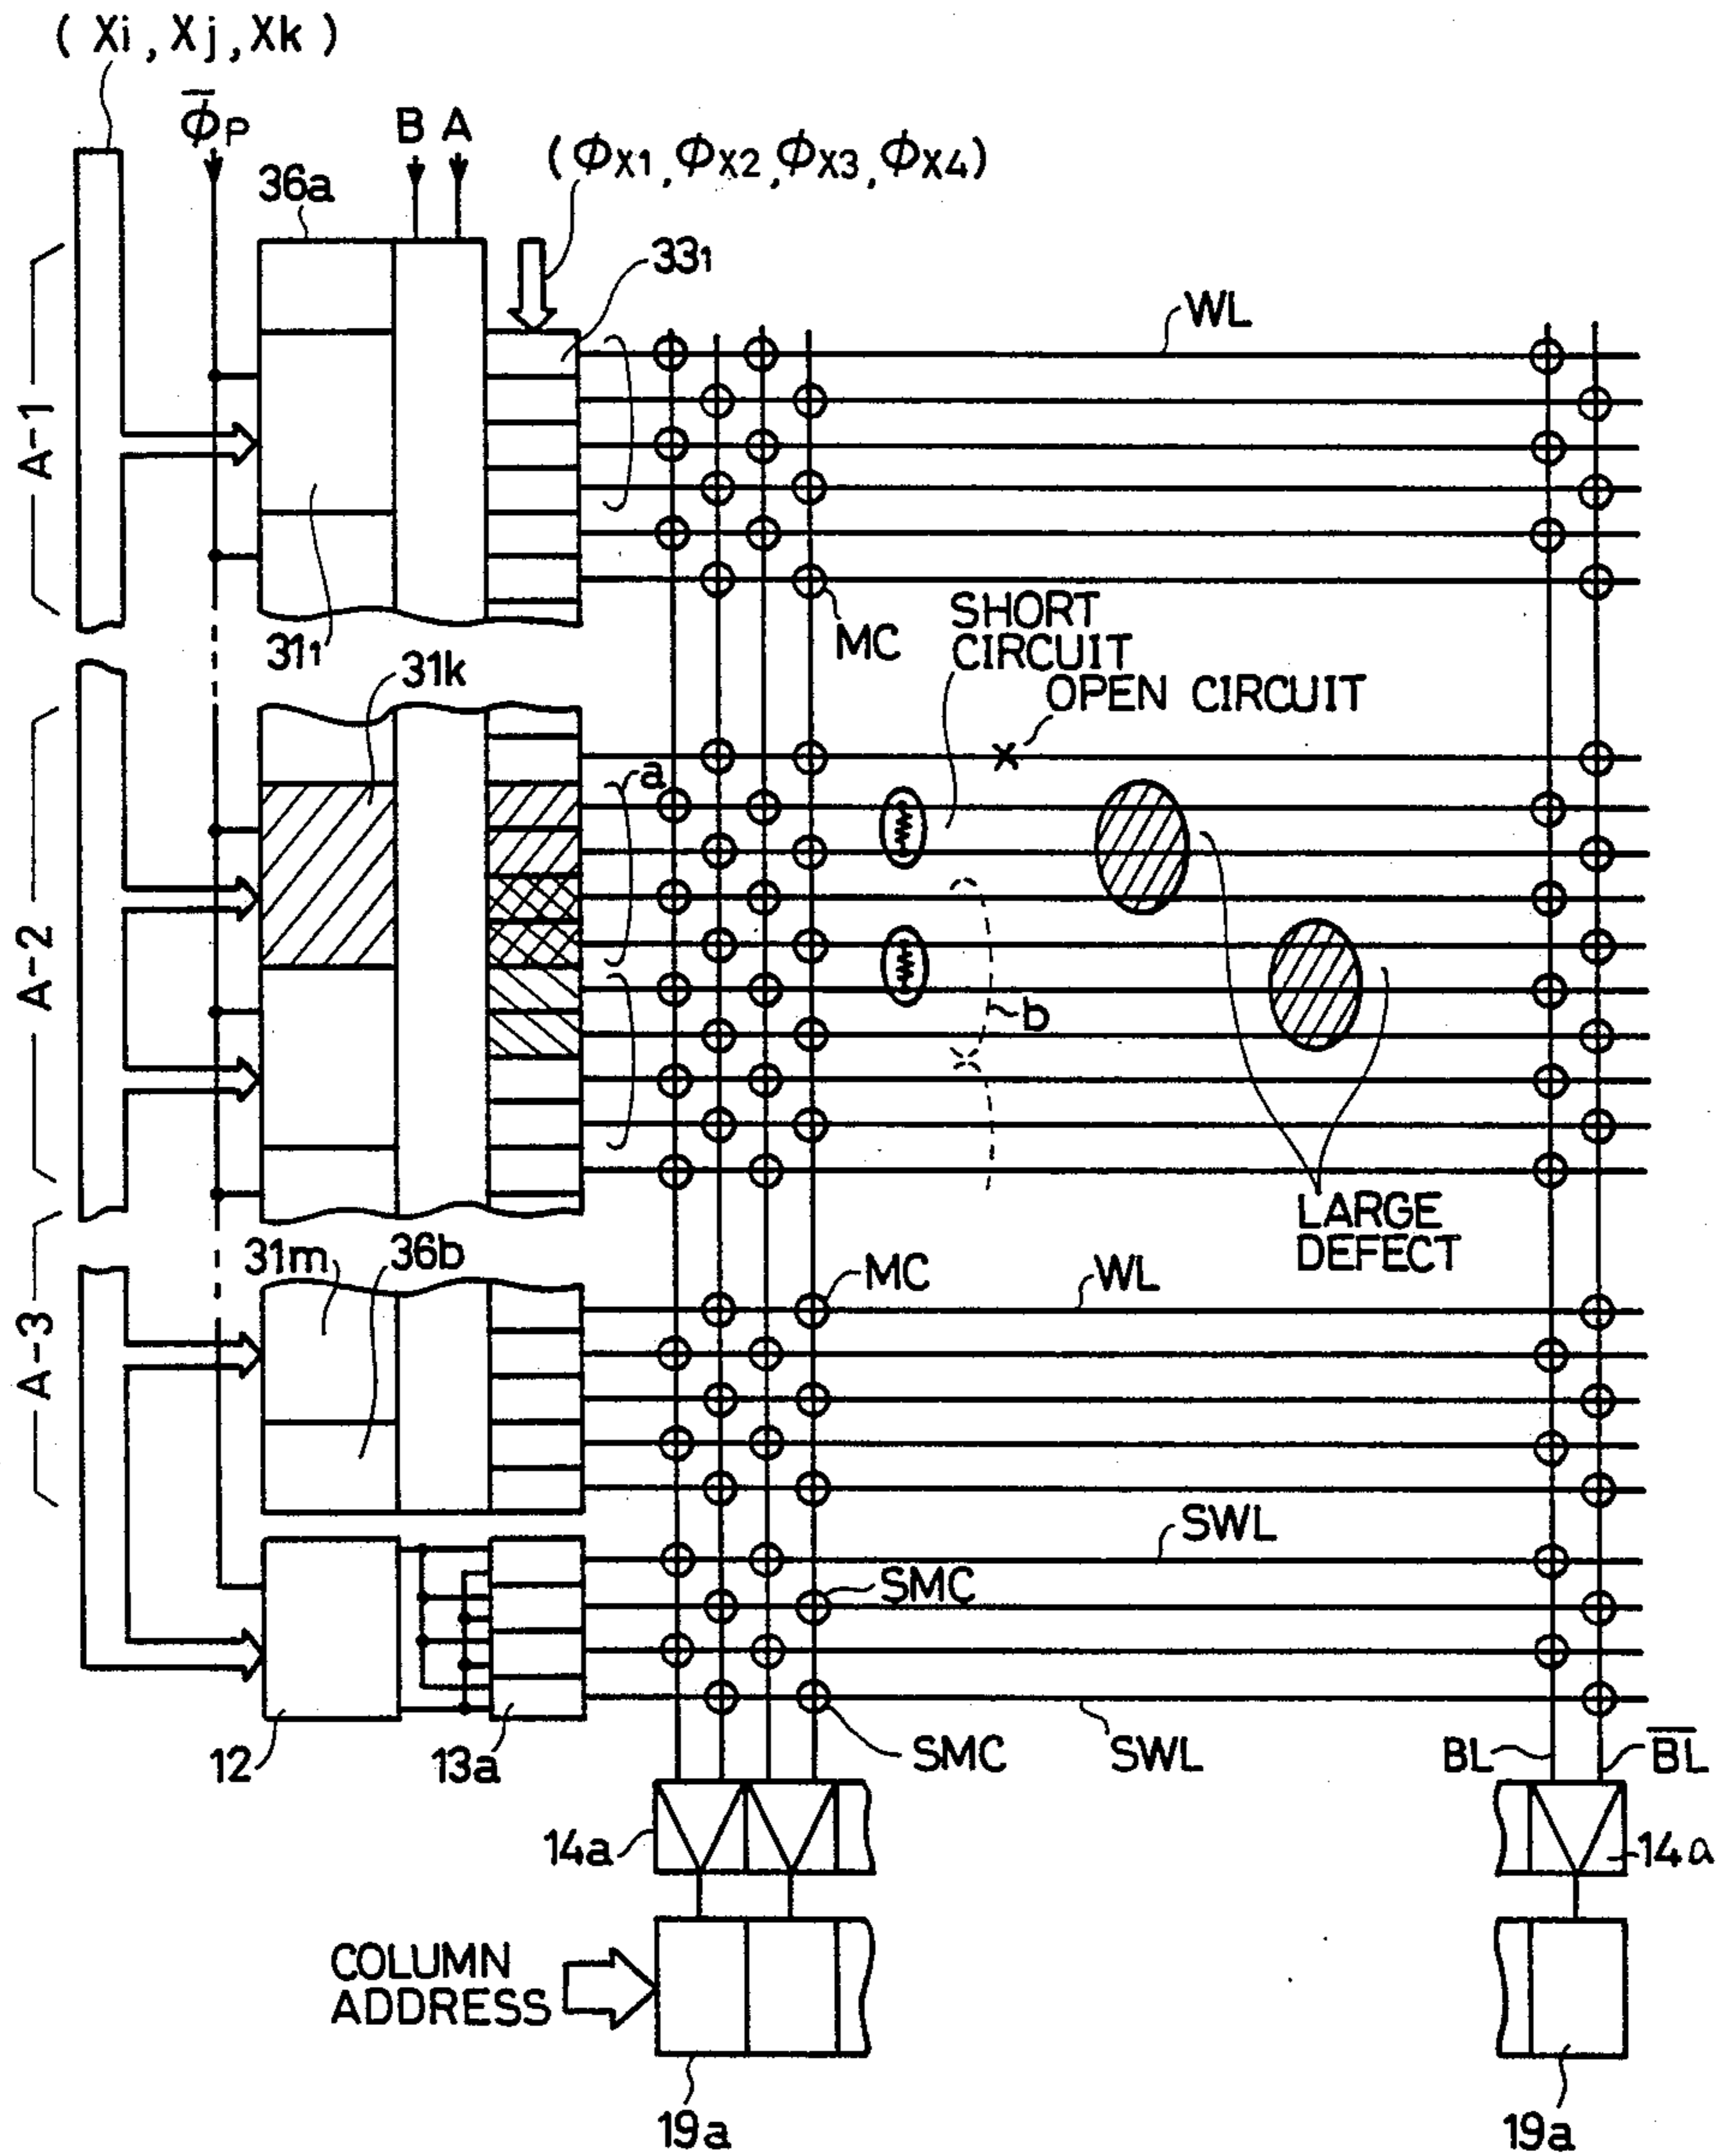 ( Xi , Xj , Xk )
Φ̅P
B A
( ΦX1 , ΦX2 , ΦX3 , ΦX4 )
36a
331
WL
A-1
311
MC
SHORT
CIRCUIT
31k
OPEN CIRCUIT
a
A-2
b
LARGE
DEFECT
31m
36b
MC
WL
A-3
SWL
SMC
12
13a
SMC
SWL
BL
B̅L̅
14a
14a
COLUMN
ADDRESS
19a
19a